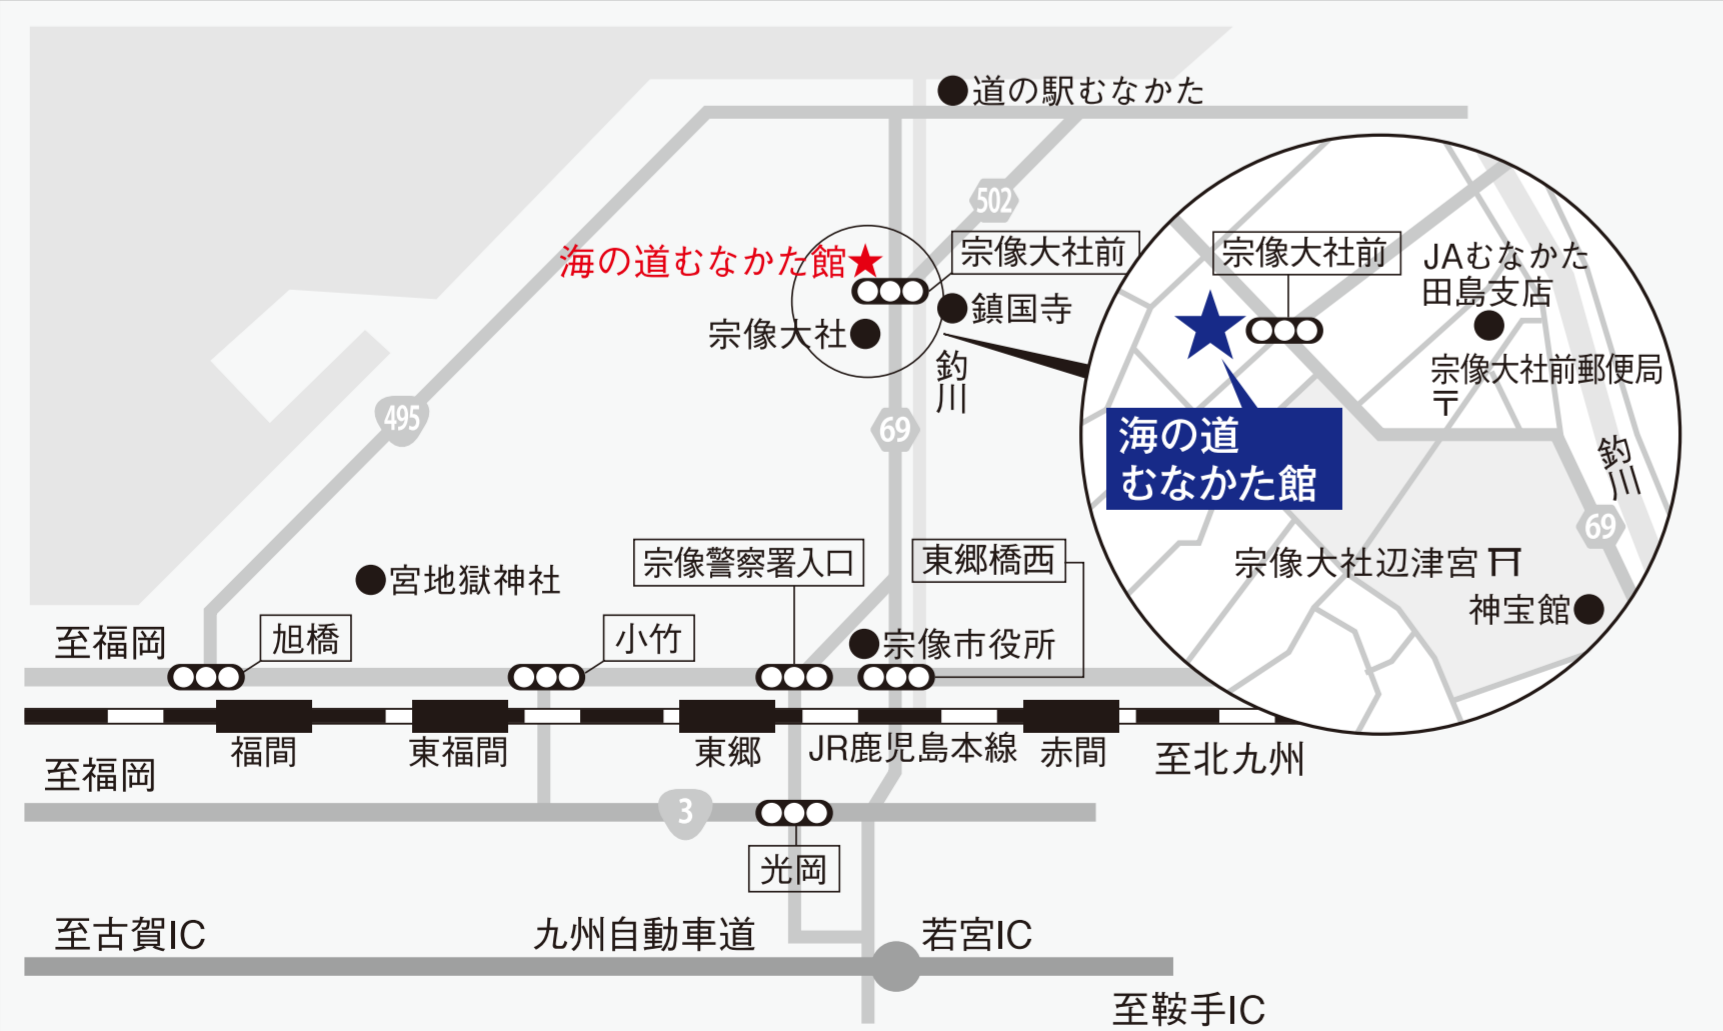 道の駅むなかた
502
海の道むなかた館
宗像大社前
宗像大社
鎮国寺
釣川
495
69
宗像大社前
JAむなかた
田島支店
宗像大社前郵便局
〒
海の道
むなかた館
釣川
69
宗像大社辺津宮
神宝館
宮地嶽神社
宗像警察署入口
東郷橋西
至福岡
旭橋
小竹
宗像市役所
福間
東福間
東郷
JR鹿児島本線
赤間
至北九州
至福岡
3
光岡
至古賀IC
九州自動車道
若宮IC
至鞍手IC